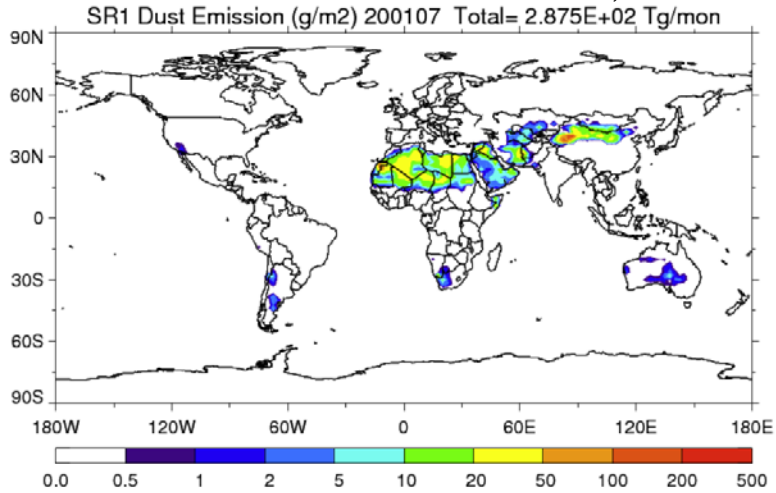 SR1 Dust Emission (g/m2) 200107 Total= 2.875E+02 Tg/mon
90N
60N
30N
0
30S
60S
90S
180W 120W 60W 0 60E 120E 180E
0.0 0.5 1 2 5 10 20 50 100 200 500